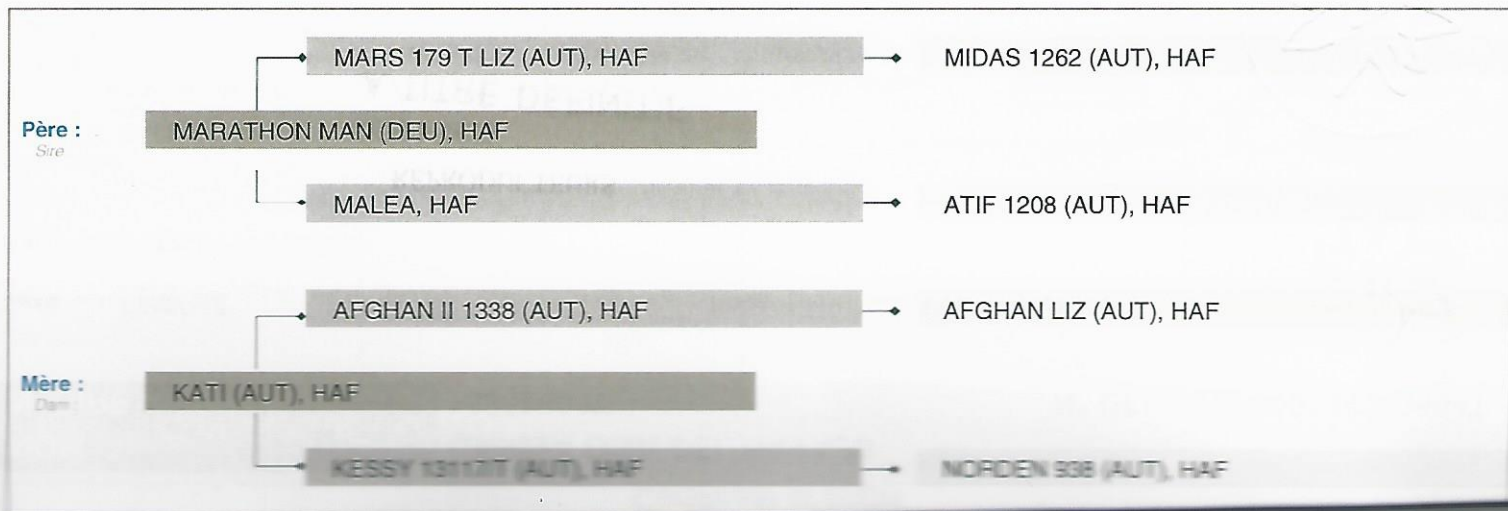 MARS 179 T LIZ (AUT), HAF
MIDAS 1262 (AUT), HAF
Père :
Sire
MARATHON MAN (DEU), HAF
MALEA, HAF
ATIF 1208 (AUT), HAF
AFGHAN II 1338 (AUT), HAF
AFGHAN LIZ (AUT), HAF
Mère :
Dam :
KATI (AUT), HAF
KESSY (AUT), HAF
NORDEN 938 (AUT), HAF